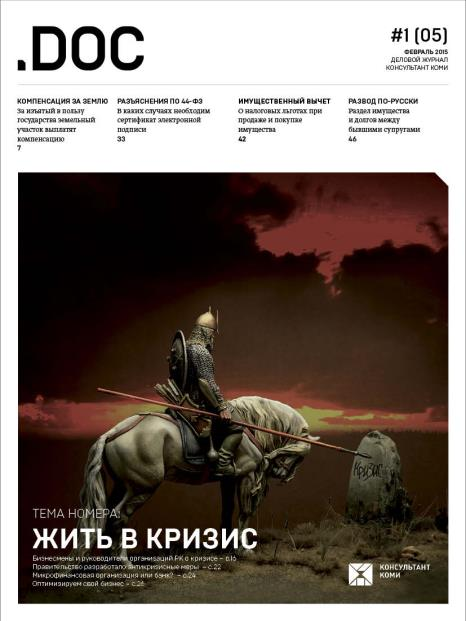 .DOC
#1 (05)
ФЕВРАЛЬ 2015
ДЕЛОВОЙ ЖУРНАЛ
КОНСУЛЬТАНТ КОМИ
КОМПЕНСАЦИЯ ЗА ЗЕМЛЮ
За изъятый в пользу
государства земельный
участок выплатят
компенсацию
7
РАЗЪЯСНЕНИЯ ПО 44-ФЗ
В каких случаях необходим
сертификат электронной
подписи
33
ИМУЩЕСТВЕННЫЙ ВЫЧЕТ
О налоговых льготах при
продаже и покупке
имущества
42
РАЗВОД ПО-РУССКИ
Раздел имущества
и долгов между
бывшими супругами
46
КРИЗИС
ТЕМА НОМЕРА:
ЖИТЬ В КРИЗИС
Бизнесмены и руководители организаций РК о кризисе – с.16
Правительство разработало антикризисные меры – с.22
Микрофинансовая организация или банк? – с.24
Оптимизируем свой бизнес – с.26
КОНСУЛЬТАНТ
КОМИ